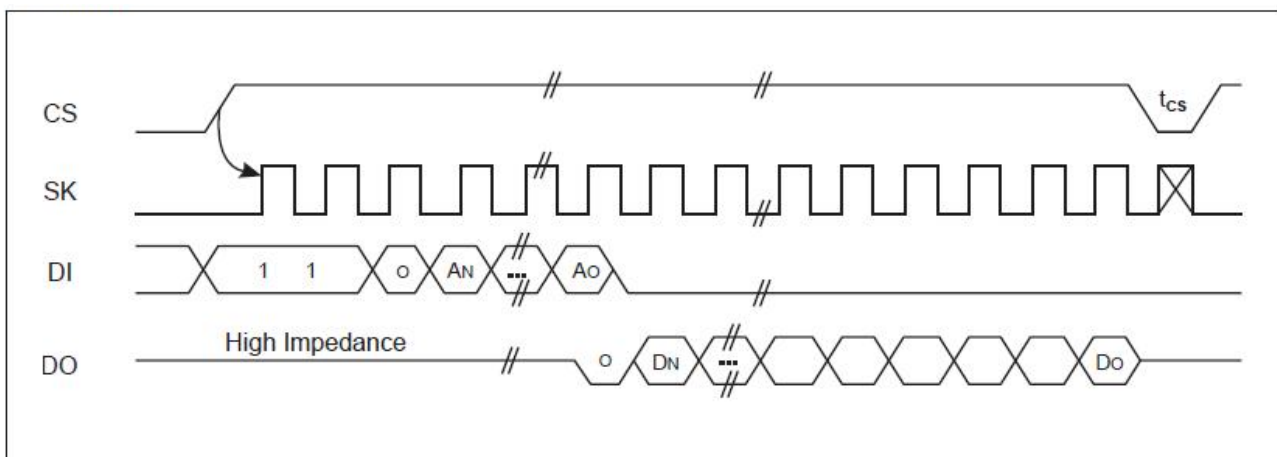 CS
tCS
SK
DI
1 1 0 AN ... A0
High Impedance
DO
0 DN ... D0